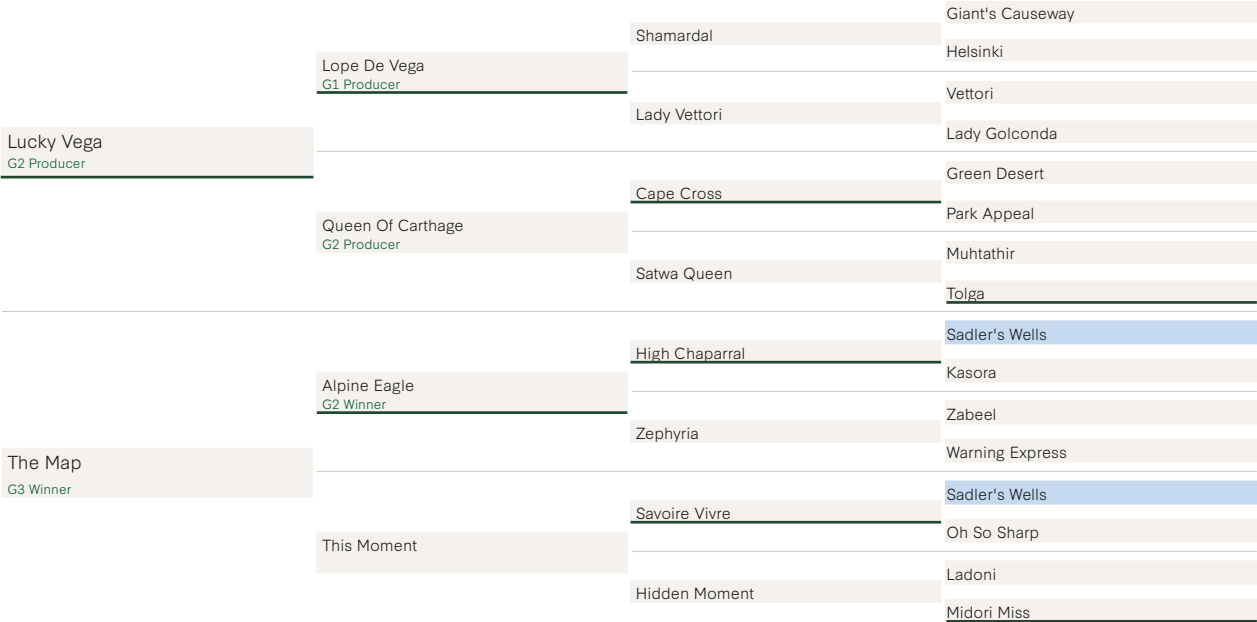 Giant's Causeway
Shamardal
Helsinki
Lope De Vega
G1 Producer
Vettori
Lady Vettori
Lady Golconda
Lucky Vega
G2 Producer
Green Desert
Cape Cross
Park Appeal
Queen Of Carthage
G2 Producer
Muhtathir
Satwa Queen
Tolga
Sadler's Wells
High Chaparral
Kasora
Alpine Eagle
G2 Winner
Zabeel
Zephyria
Warning Express
The Map
G3 Winner
Sadler's Wells
Savoire Vivre
Oh So Sharp
This Moment
Ladoni
Hidden Moment
Midori Miss